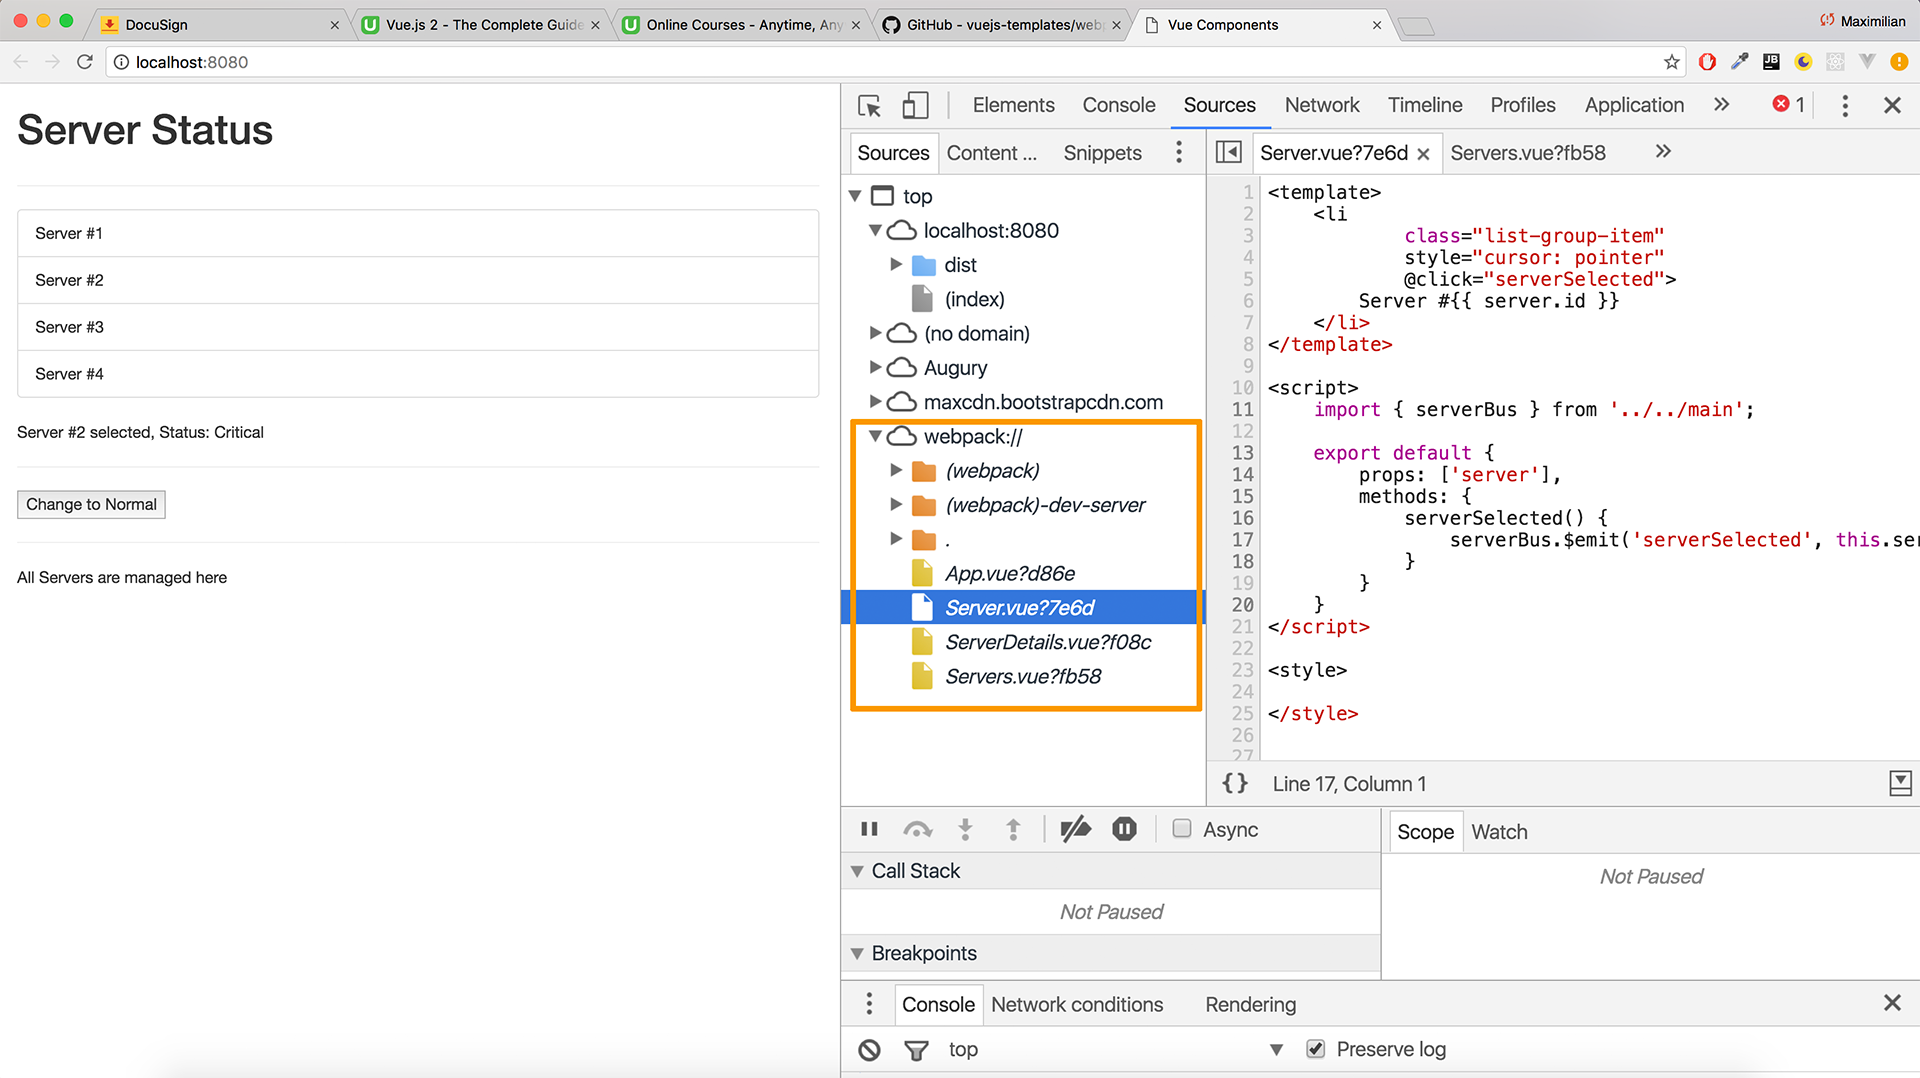 DocuSign
Vue.js 2 - The Complete Guide
Online Courses - Anytime, Any
GitHub - vuejs-templates/webp
Vue Components
Maximilian
localhost:8080
JB
Server Status
Server #1
Server #2
Server #3
Server #4
Server #2 selected, Status: Critical
Change to Normal
All Servers are managed here
Elements Console Sources Network Timeline Profiles Application » 1
Sources Content ... Snippets
top
localhost:8080
dist
(index)
(no domain)
Augury
maxcdn.bootstrapcdn.com
webpack://
(webpack)
(webpack)-dev-server
.
App.vue?d86e
Server.vue?7e6d
ServerDetails.vue?f08c
Servers.vue?fb58
Server.vue?7e6d × Servers.vue?fb58 »
1 <template>
2 <li
3 class="list-group-item"
4 style="cursor: pointer"
5 @click="serverSelected">
6 Server #{{ server.id }}
7 </li>
8 </template>
9
10 <script>
11 import { serverBus } from '../../main';
12
13 export default {
14 props: ['server'],
15 methods: {
16 serverSelected() {
17 serverBus.$emit('serverSelected', this.ser
18 }
19 }
20 }
21 </script>
22
23 <style>
24
25 </style>
26
27
{} Line 17, Column 1
Async
Call Stack
Not Paused
Breakpoints
Scope Watch
Not Paused
Console Network conditions Rendering
top
Preserve log